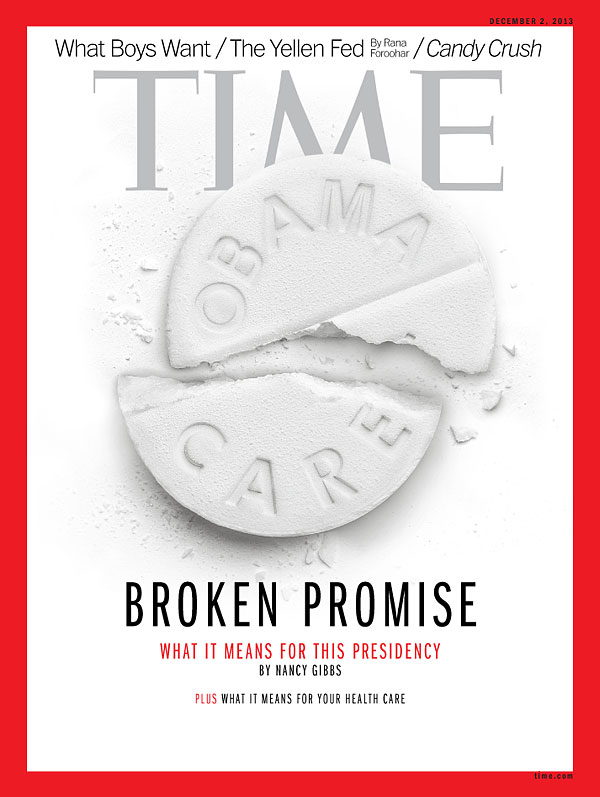 DECEMBER 2, 2013
What Boys Want / The Yellen Fed By Rana Foroohar / Candy Crush
TIME
OBAMA
CARE
BROKEN PROMISE
WHAT IT MEANS FOR THIS PRESIDENCY
BY NANCY GIBBS
PLUS WHAT IT MEANS FOR YOUR HEALTH CARE
time.com